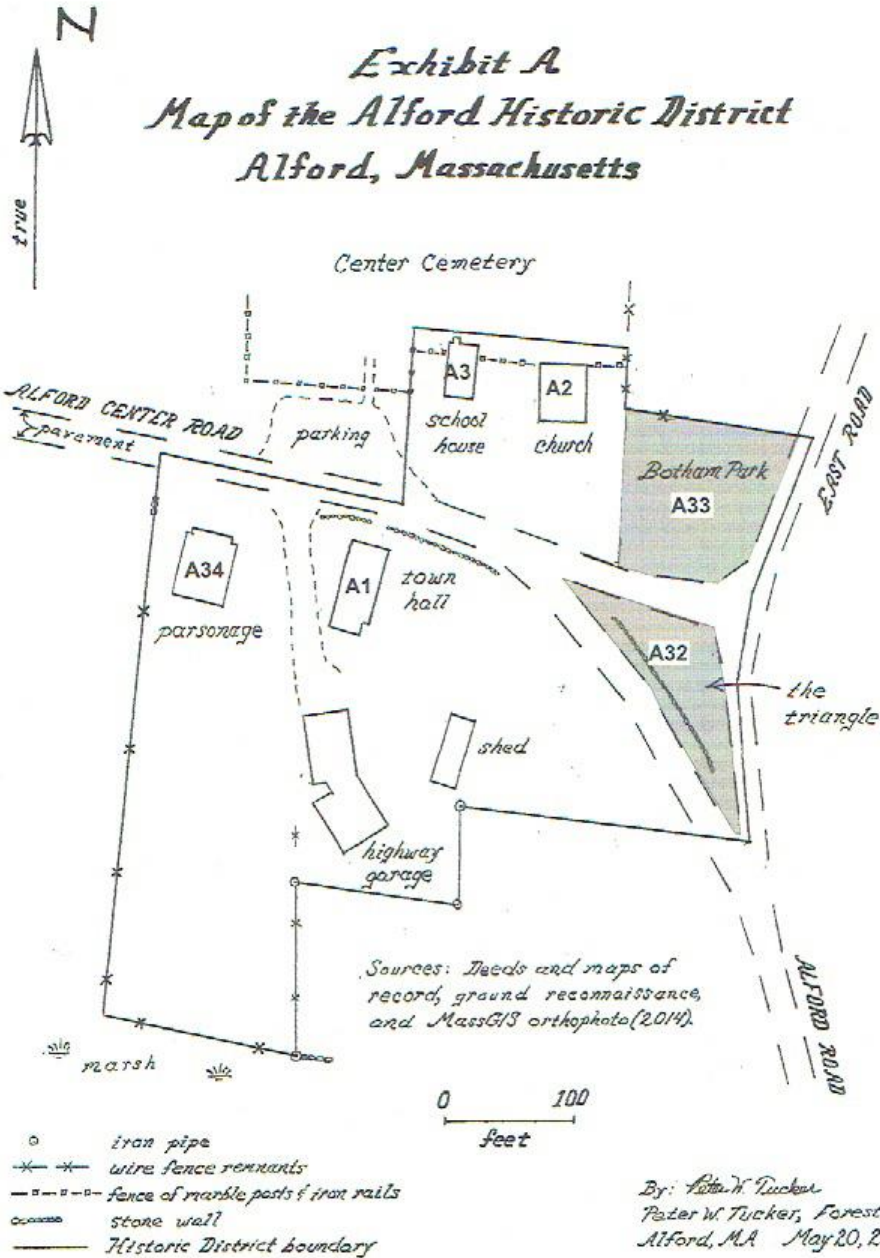 N
true
Exhibit A
Map of the Alford Historic District
Alford, Massachusetts
Center Cemetery
ALFORD CENTER ROAD
pavement
parking
A3
school
house
A2
church
Botham Park
A33
EAST ROAD
A34
parsonage
A1
town
hall
A32
the
triangle
shed
highway
garage
Sources: Deeds and maps of
record, ground reconnaissance,
and MassGIS orthophoto (2014).
ALFORD ROAD
marsh
0 100
feet
iron pipe
wire fence remnants
fence of marble posts & iron rails
stone wall
Historic District boundary
By: Peter W. Tucker
Peter W. Tucker, Forest
Alford, MA May 20, 2